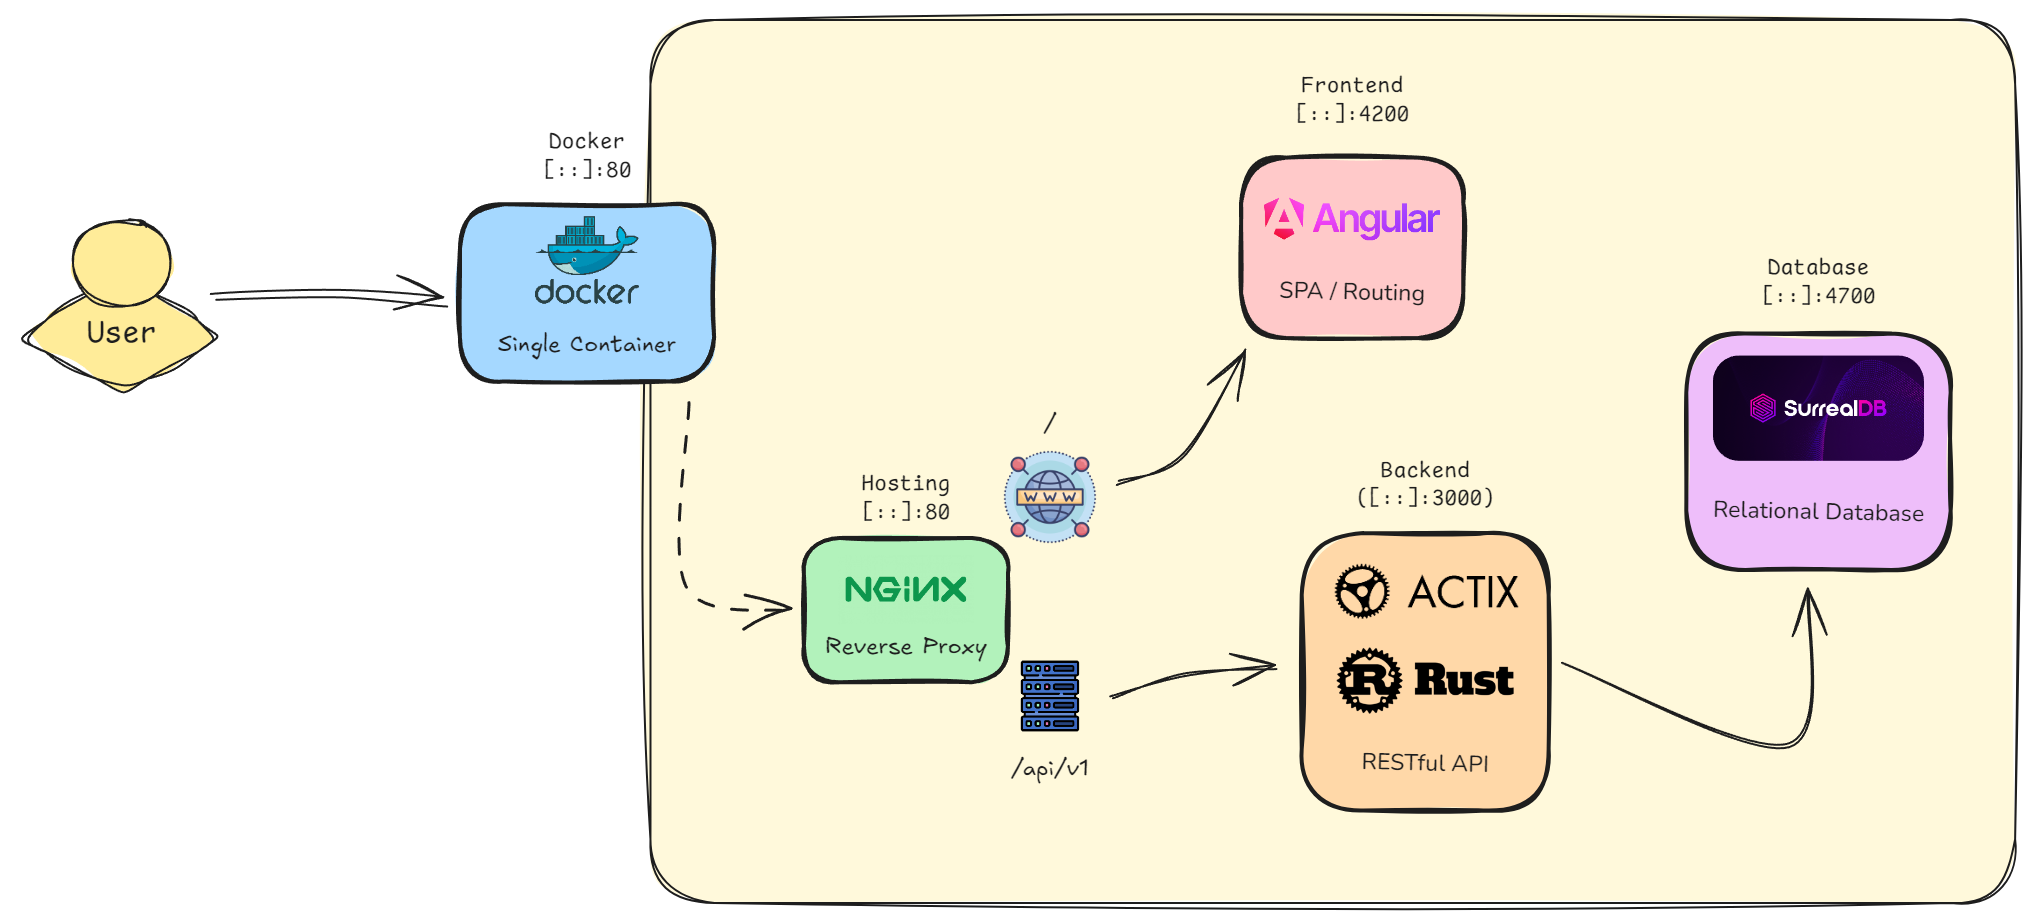 Docker
[::]:80
docker
Single Container
User
Frontend
[::]:4200
Angular
SPA / Routing
Database
[::]:4700
SurrealDB
Relational Database
/
WWW
Hosting
[::]:80
NGINX
Reverse Proxy
/api/v1
Backend
([::]:3000)
ACTIX
R Rust
RESTful API